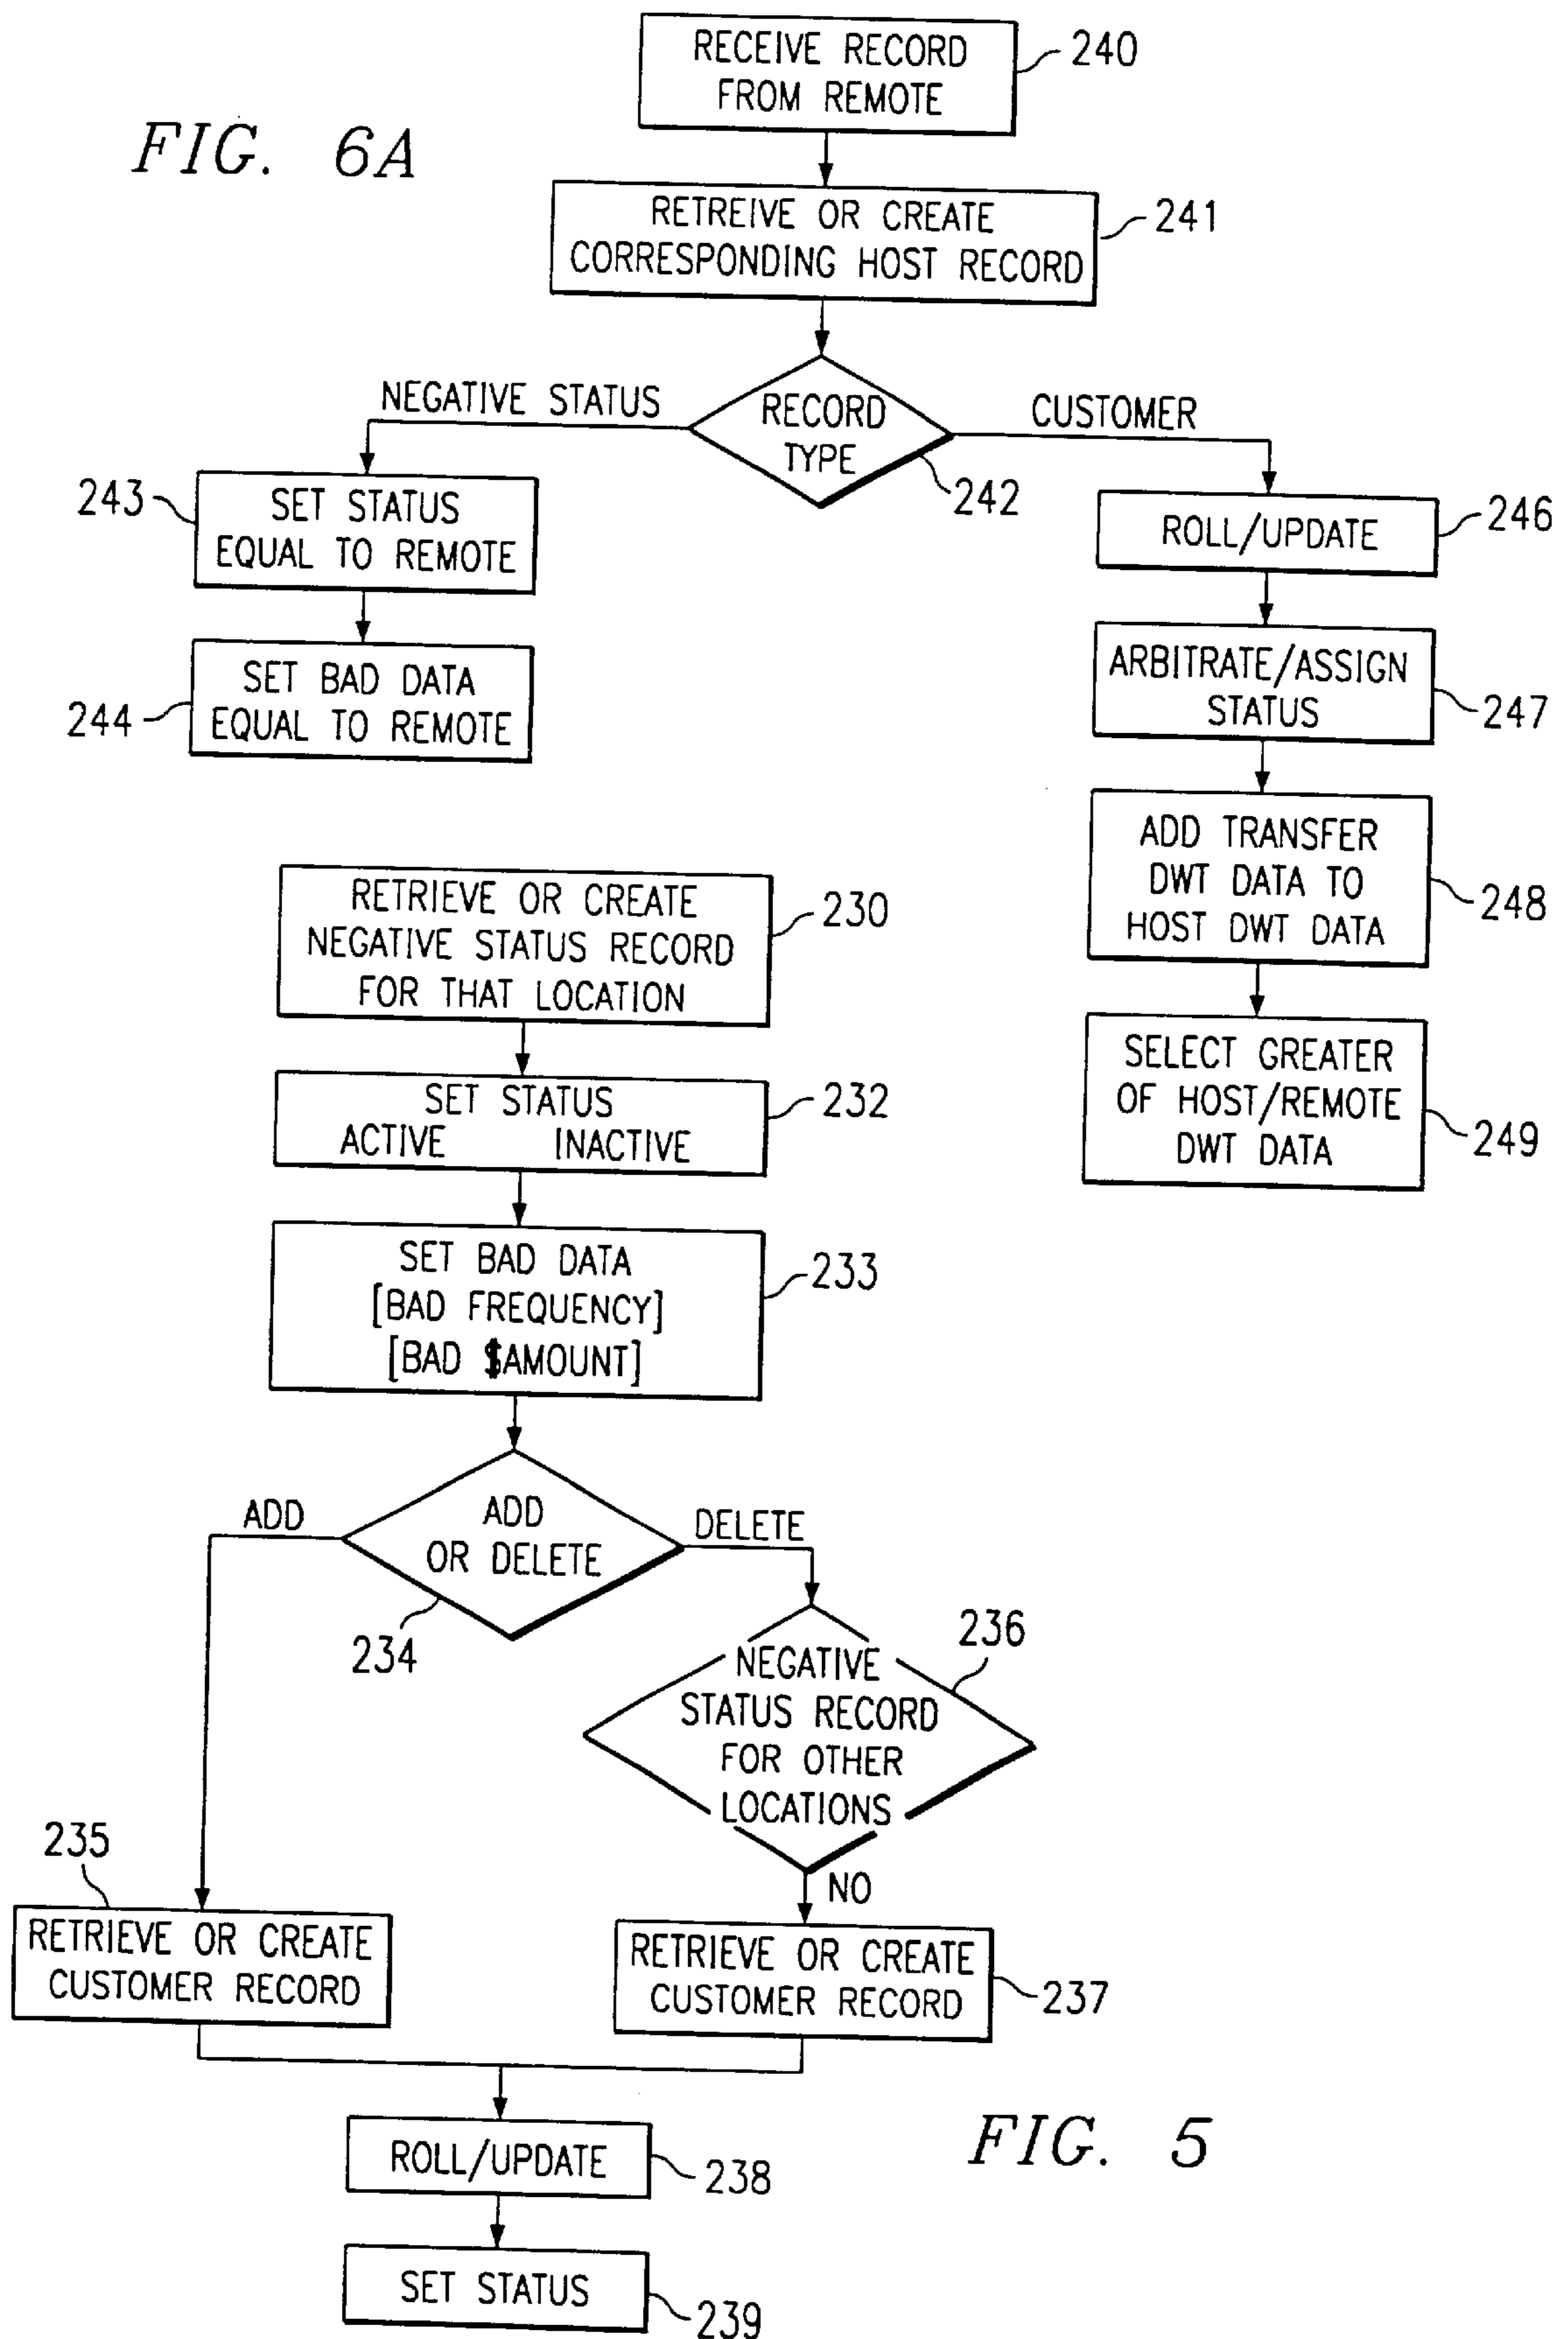 FIG. 6A
RECEIVE RECORD
FROM REMOTE
240
RETREIVE OR CREATE
CORRESPONDING HOST RECORD
241
RECORD
TYPE
242
NEGATIVE STATUS
CUSTOMER
243
SET STATUS
EQUAL TO REMOTE
244
SET BAD DATA
EQUAL TO REMOTE
ROLL/UPDATE
246
ARBITRATE/ASSIGN
STATUS
247
ADD TRANSFER
DWT DATA TO
HOST DWT DATA
248
SELECT GREATER
OF HOST/REMOTE
DWT DATA
249
RETRIEVE OR CREATE
NEGATIVE STATUS RECORD
FOR THAT LOCATION
230
SET STATUS
ACTIVE INACTIVE
232
SET BAD DATA
[BAD FREQUENCY]
[BAD $AMOUNT]
233
ADD
OR DELETE
234
ADD
DELETE
NEGATIVE
STATUS RECORD
FOR OTHER
LOCATIONS
236
NO
235
RETRIEVE OR CREATE
CUSTOMER RECORD
RETRIEVE OR CREATE
CUSTOMER RECORD
237
ROLL/UPDATE
238
SET STATUS
239
FIG. 5